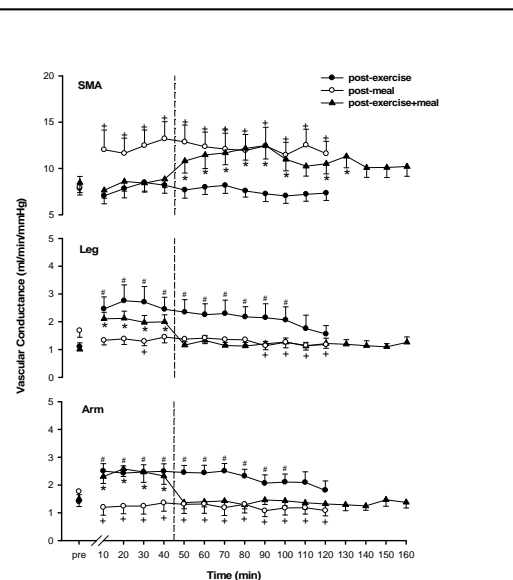 SMA
post-exercise
post-meal
post-exercise+meal
20
15
10
5
Leg
5
4
3
2
1
0
Arm
5
4
3
2
1
0
Vascular Conductance (ml/min/mmHg)
pre 10 20 30 40 50 60 70 80 90 100 110 120 130 140 150 160
Time (min)